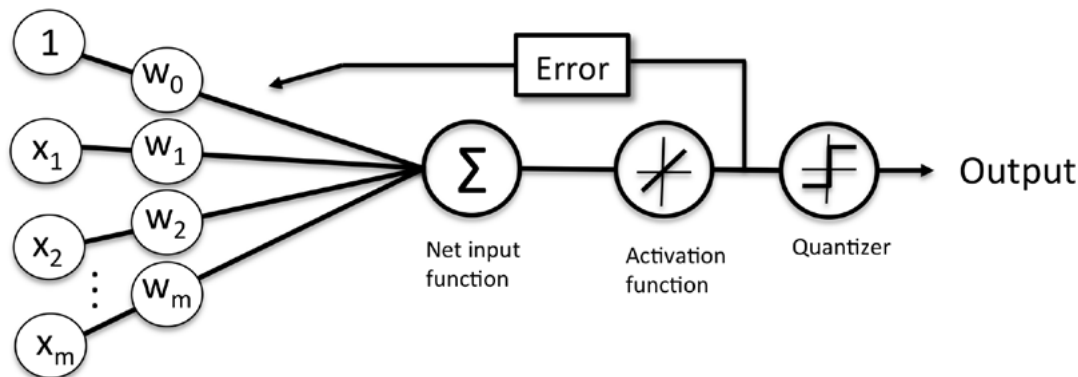 1
w0
Error
x1
w1
Σ
Output
x2
w2
Net input
function
Activation
function
Quantizer
⋮
wm
xm